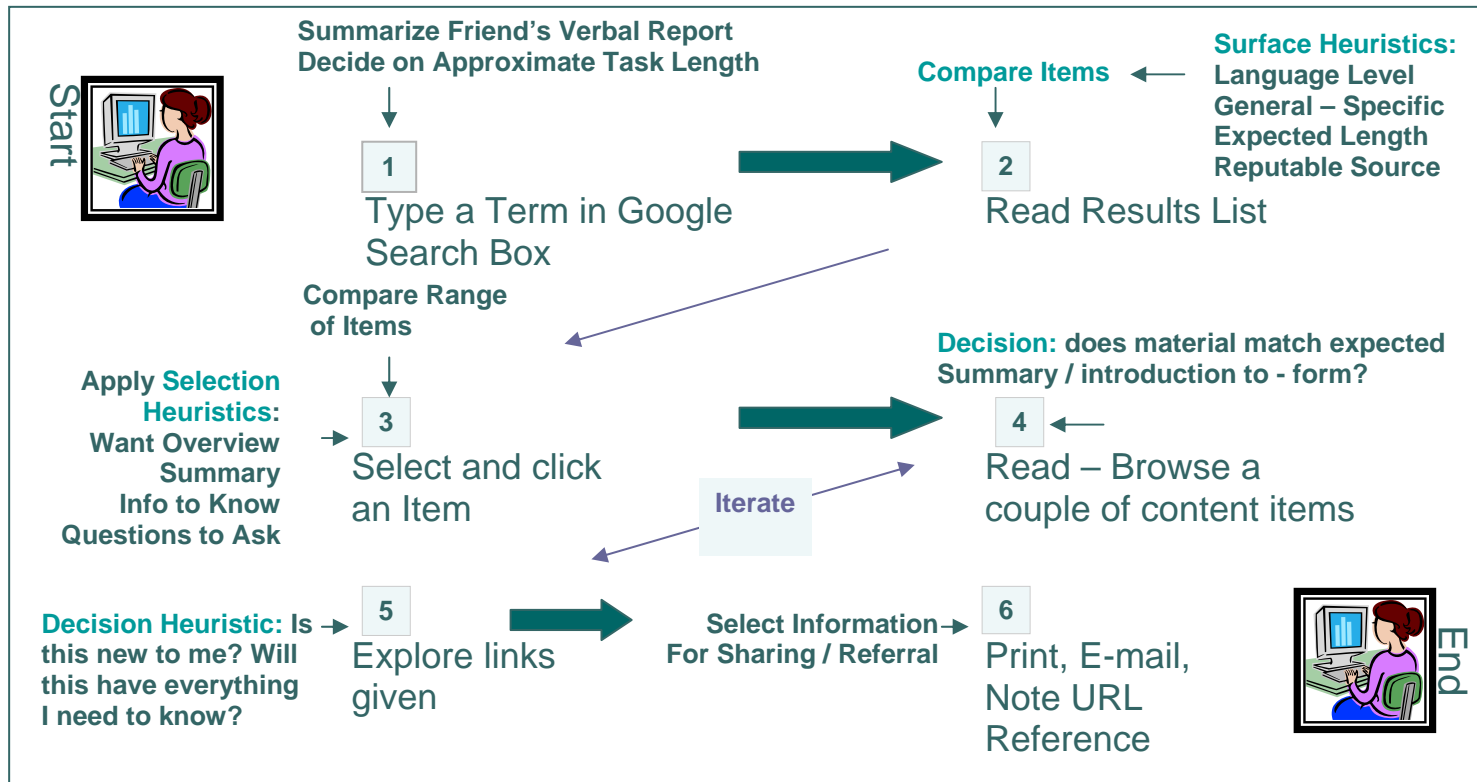 Start
Summarize Friend's Verbal Report
Decide on Approximate Task Length
1
Type a Term in Google
Search Box
Compare Items
Surface Heuristics:
Language Level
General – Specific
Expected Length
Reputable Source
2
Read Results List
Compare Range
of Items
Apply Selection
Heuristics:
Want Overview
Summary
Info to Know
Questions to Ask
3
Select and click
an Item
Decision: does material match expected
Summary / introduction to - form?
4
Read – Browse a
couple of content items
Iterate
Decision Heuristic: Is
this new to me? Will
this have everything
I need to know?
5
Explore links
given
Select Information
For Sharing / Referral
6
Print, E-mail,
Note URL
Reference
End